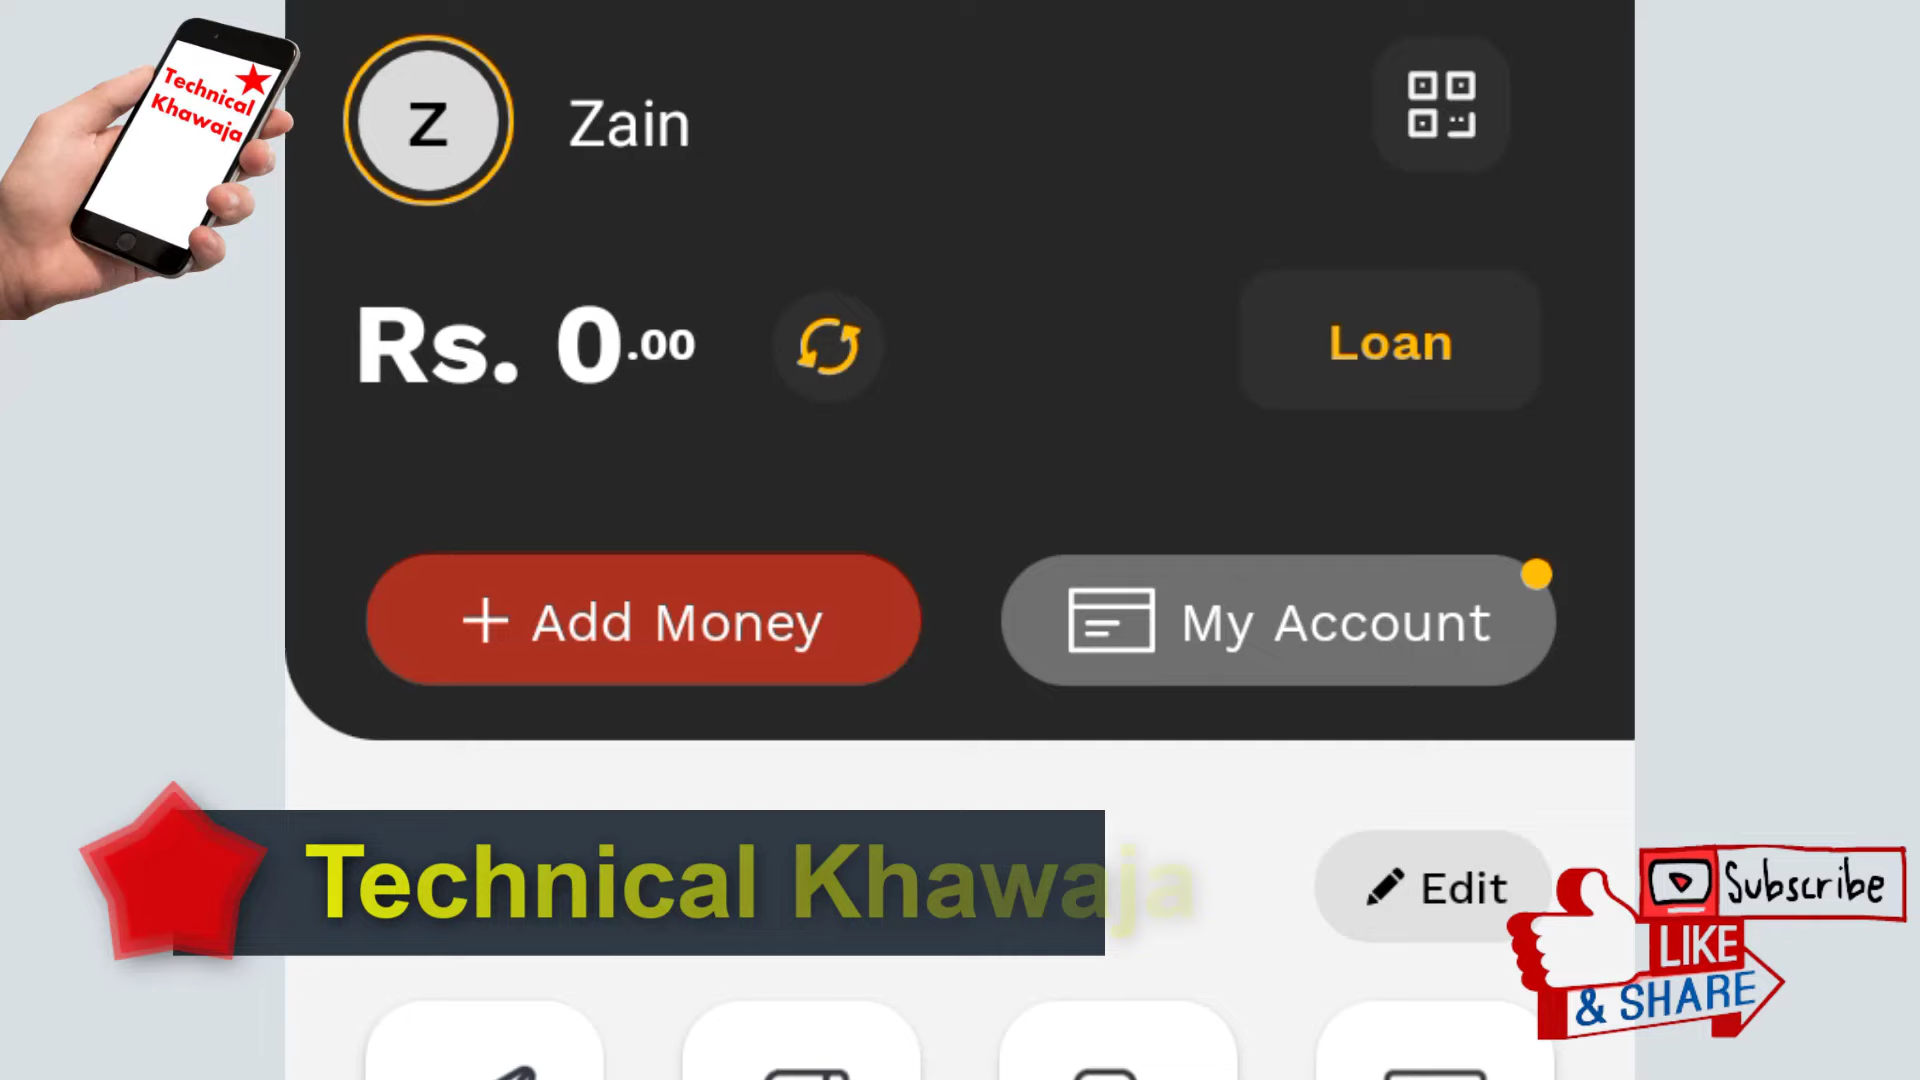 Technical
Khawaja
Z
Zain
Rs. 0.00
Loan
+ Add Money
My Account
Technical Khawaja
Edit
Subscribe
LIKE
& SHARE